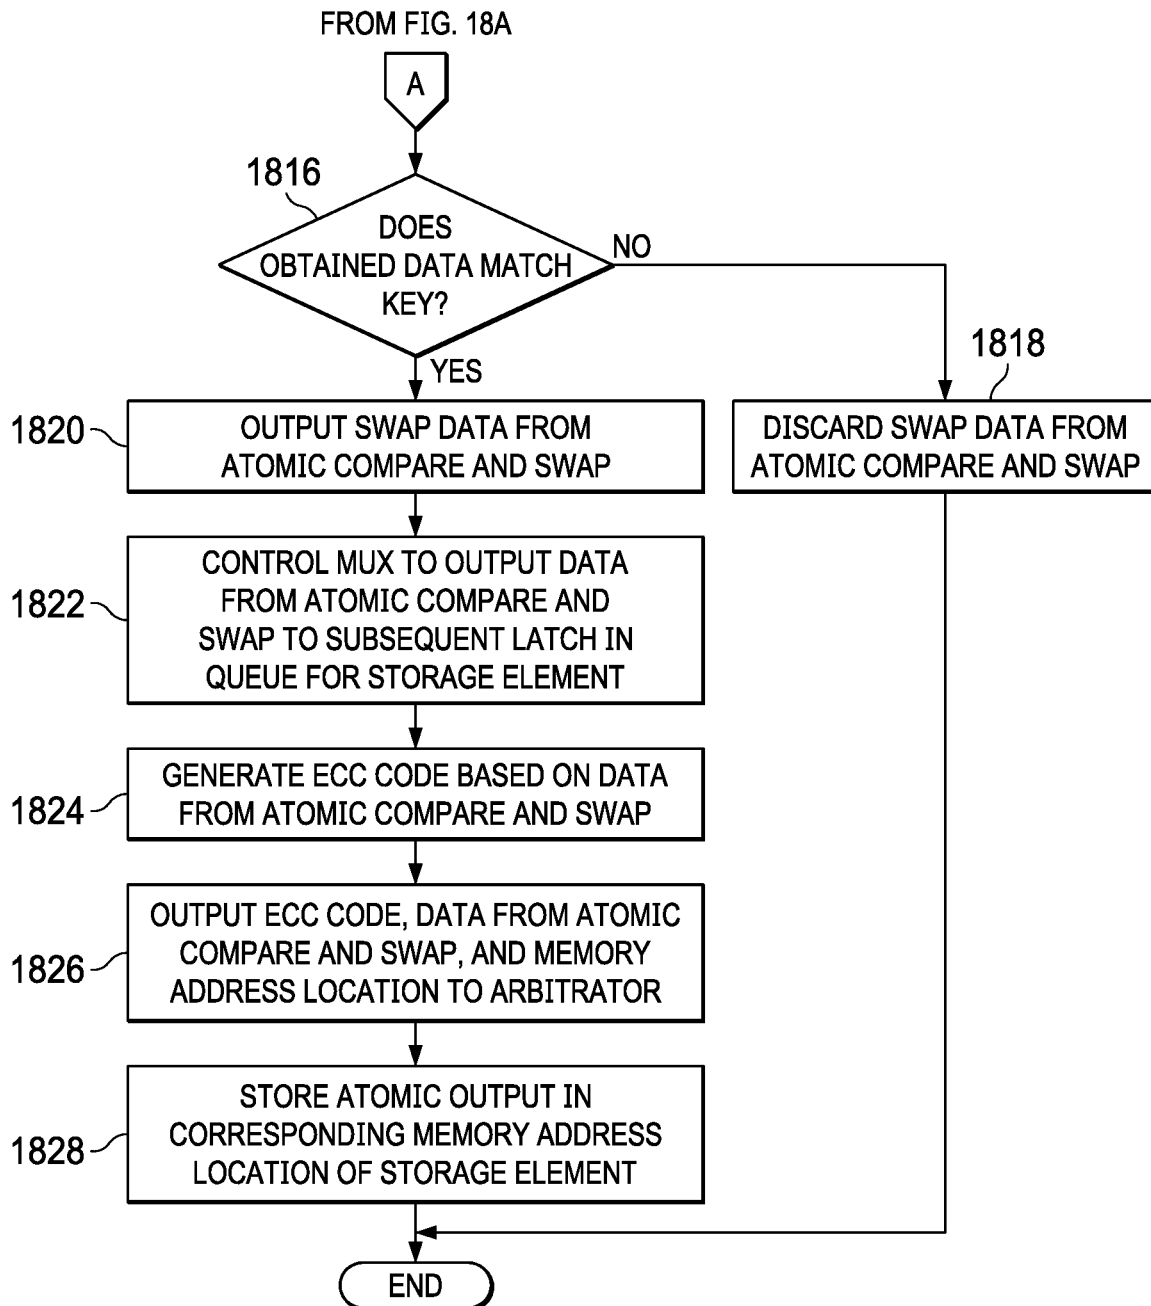 FROM FIG. 18A
A
1816
DOES
OBTAINED DATA MATCH
KEY?
NO
YES
1818
1820
OUTPUT SWAP DATA FROM
ATOMIC COMPARE AND SWAP
DISCARD SWAP DATA FROM
ATOMIC COMPARE AND SWAP
1822
CONTROL MUX TO OUTPUT DATA
FROM ATOMIC COMPARE AND
SWAP TO SUBSEQUENT LATCH IN
QUEUE FOR STORAGE ELEMENT
1824
GENERATE ECC CODE BASED ON DATA
FROM ATOMIC COMPARE AND SWAP
1826
OUTPUT ECC CODE, DATA FROM ATOMIC
COMPARE AND SWAP, AND MEMORY
ADDRESS LOCATION TO ARBITRATOR
1828
STORE ATOMIC OUTPUT IN
CORRESPONDING MEMORY ADDRESS
LOCATION OF STORAGE ELEMENT
END